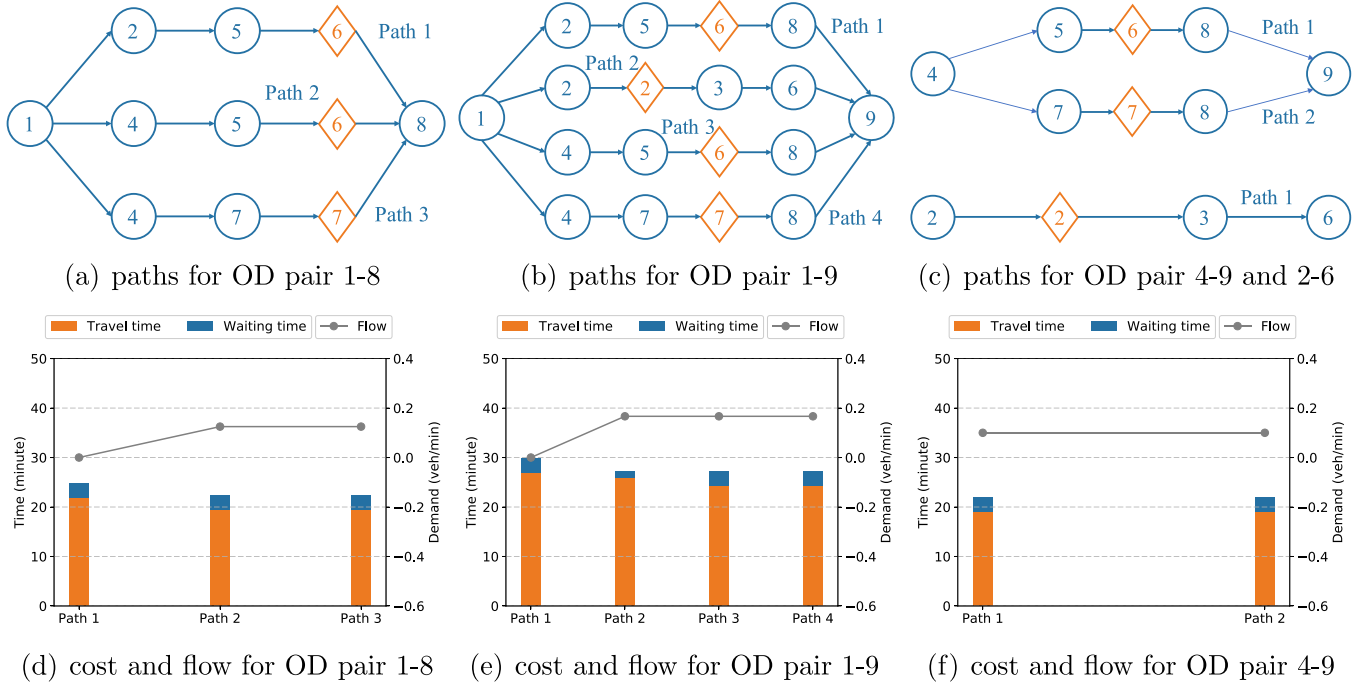 2 5 6 Path 1
1 4 5 Path 2 6 8
4 7 7 Path 3
(a) paths for OD pair 1-8
2 5 6 8 Path 1
Path 2
2 2 3 6
1 9
Path 3
4 5 6 8
4 7 7 8 Path 4
(b) paths for OD pair 1-9
5 6 8 Path 1
4 9
7 7 8 Path 2
2 2 3 Path 1 6
(c) paths for OD pair 4-9 and 2-6
Travel time Waiting time Flow
Time (minute)
50
40
30
20
10
0
Demand (veh/min)
0.4
0.2
0.0
−0.2
−0.4
−0.6
Path 1 Path 2 Path 3
(d) cost and flow for OD pair 1-8
Travel time Waiting time Flow
Time (minute)
50
40
30
20
10
0
Demand (veh/min)
0.4
0.2
0.0
−0.2
−0.4
−0.6
Path 1 Path 2 Path 3 Path 4
(e) cost and flow for OD pair 1-9
Travel time Waiting time Flow
Time (minute)
50
40
30
20
10
0
Demand (veh/min)
0.4
0.2
0.0
−0.2
−0.4
−0.6
Path 1 Path 2
(f) cost and flow for OD pair 4-9